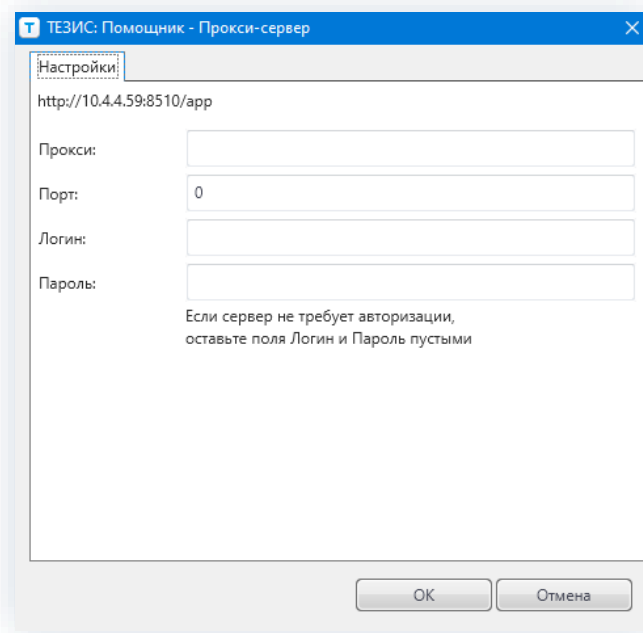 T ТЕЗИС: Помощник - Прокси-сервер
Настройки
http://10.4.4.59:8510/app
Прокси:
Порт: 0
Логин:
Пароль:
Если сервер не требует авторизации,
оставьте поля Логин и Пароль пустыми
ОК Отмена